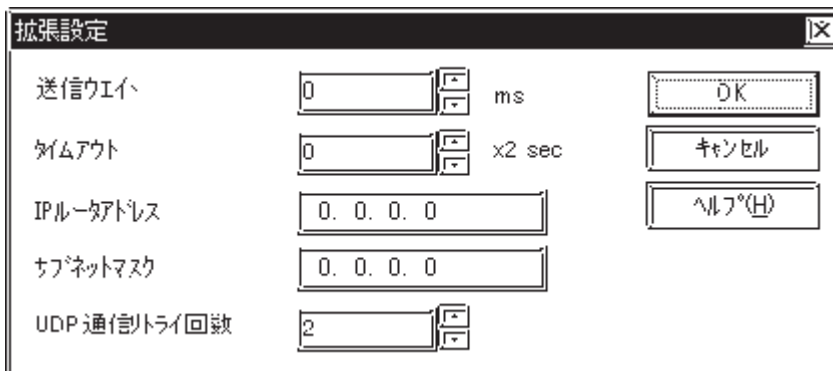 拡張設定
送信ウエイト 0 ms OK
タイムアウト 0 x2 sec キャンセル
IPルータアドレス 0. 0. 0. 0 ヘルプ(H)
サブネットマスク 0. 0. 0. 0
UDP通信リトライ回数 2